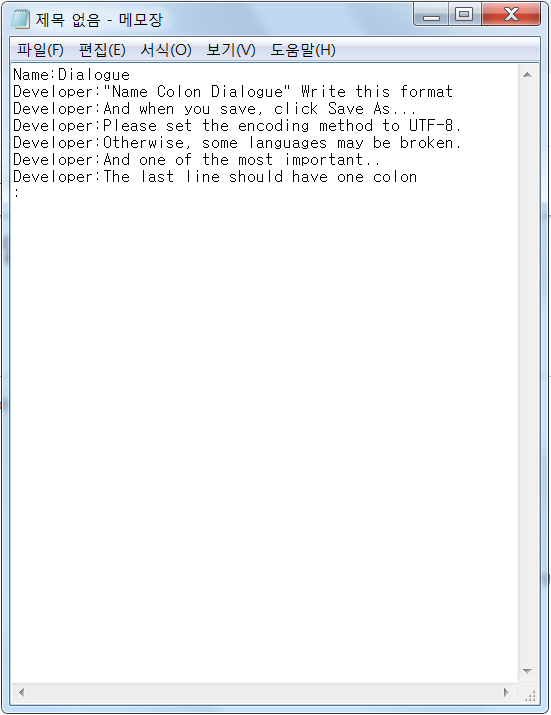 제목 없음 - 메모장
파일(F) 편집(E) 서식(O) 보기(V) 도움말(H)
Name:Dialogue
Developer:"Name Colon Dialogue" Write this format
Developer:And when you save, click Save As...
Developer:Please set the encoding method to UTF-8.
Developer:Otherwise, some languages may be broken.
Developer:And one of the most important..
Developer:The last line should have one colon
: